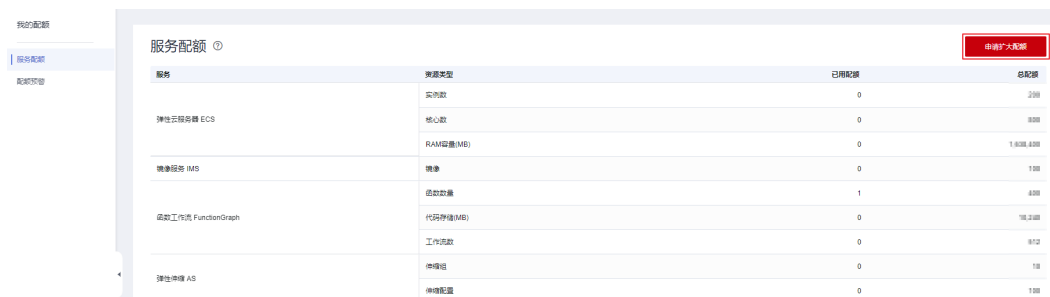 我的配额
服务配额
配额预警
服务配额
申请扩大配额
服务 资源类型 已用配额 总配额
弹性云服务器 ECS
实例数 0
核心数 0
RAM容量(MB) 0
镜像服务 IMS 镜像 0
函数工作流 FunctionGraph
函数数量 1
代码存储(MB) 0
工作流数 0
弹性伸缩 AS
伸缩组 0
伸缩配置 0